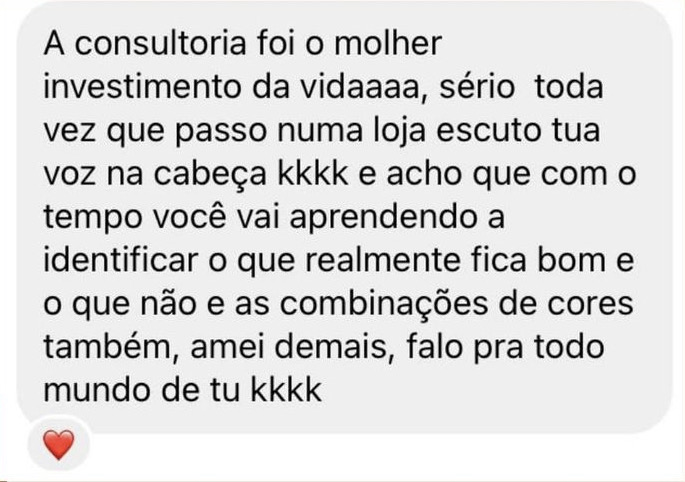 A consultoria foi o molher
investimento da vidaaaa, sério  toda
vez que passo numa loja escuto tua
voz na cabeça kkkk e acho que com o
tempo você vai aprendendo a
identificar o que realmente fica bom e
o que não e as combinações de cores
também, amei demais, falo pra todo
mundo de tu kkkk